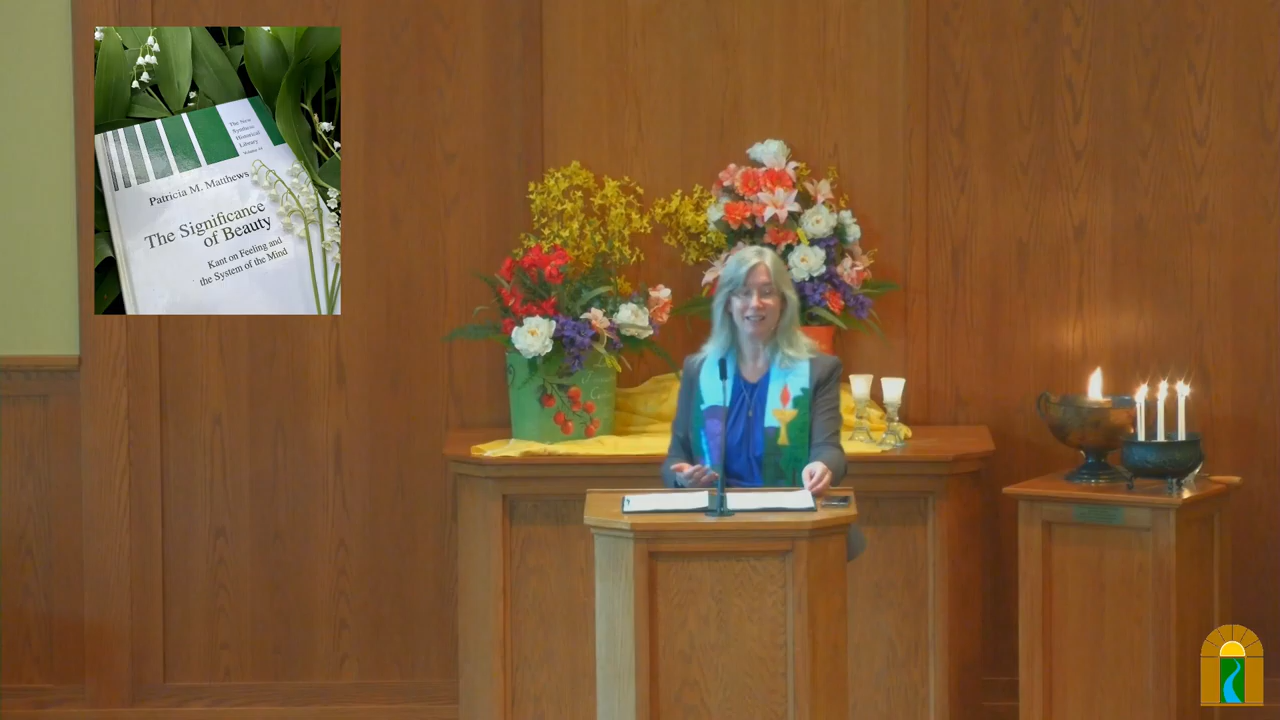 The New
Synthese
Historical
Library
Patricia M. Matthews
The Significance
of Beauty
Kant on Feeling and
the System of the Mind